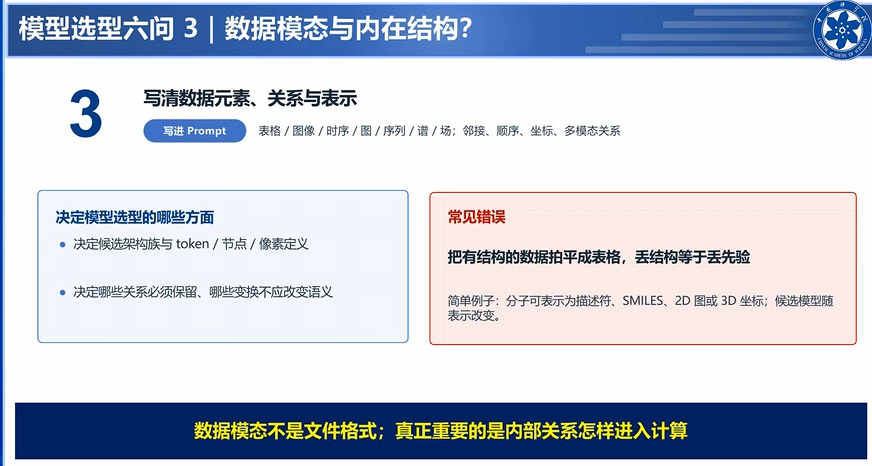 模型选型六问 3｜数据模态与内在结构？
3
写清数据元素、关系与表示
写进 Prompt
表格 / 图像 / 时序 / 图 / 序列 / 谱 / 场；邻接、顺序、坐标、多模态关系
决定模型选型的哪些方面
• 决定候选架构族与 token / 节点 / 像素定义
• 决定哪些关系必须保留、哪些变换不应改变语义
常见错误
把有结构的数据拍平成表格，丢结构等于丢先验
简单例子：分子可表示为描述符、SMILES、2D 图或 3D 坐标；候选模型随
表示改变。
数据模态不是文件格式；真正重要的是内部关系怎样进入计算